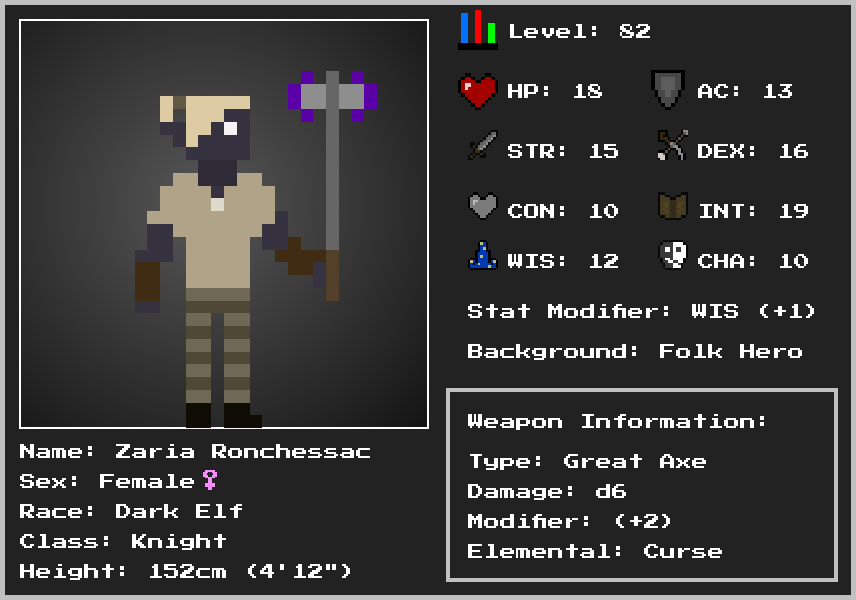 Level: 82
HP: 18
AC: 13
STR: 15
DEX: 16
CON: 10
INT: 19
WIS: 12
CHA: 10
Stat Modifier: WIS (+1)
Background: Folk Hero
Weapon Information:
Type: Great Axe
Damage: d6
Modifier: (+2)
Elemental: Curse
Name: Zaria Ronchessac
Sex: Female♀
Race: Dark Elf
Class: Knight
Height: 152cm (4'12")